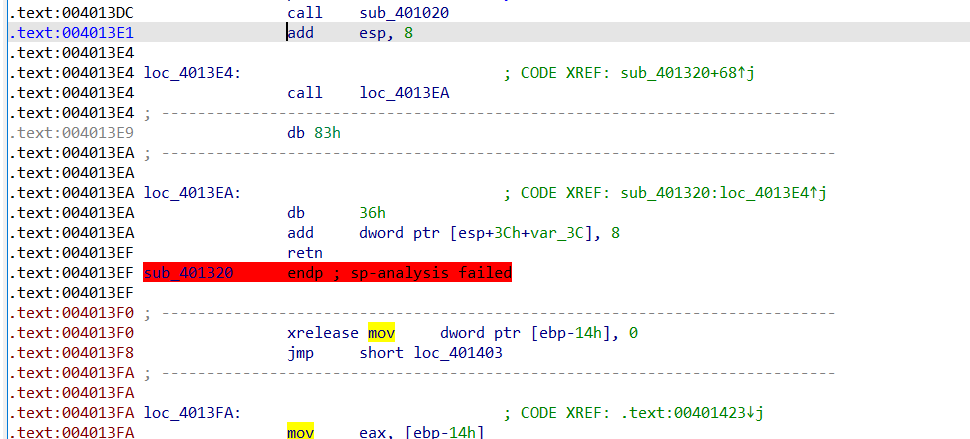 .text:004013DC call sub_401020
.text:004013E1 add esp, 8
.text:004013E4
.text:004013E4 loc_4013E4: ; CODE XREF: sub_401320+68↑j
.text:004013E4 call loc_4013EA
.text:004013E4 ; ---------------------------------------------------------------------------
.text:004013E9 db 83h
.text:004013EA ; ---------------------------------------------------------------------------
.text:004013EA
.text:004013EA loc_4013EA: ; CODE XREF: sub_401320:loc_4013E4↑j
.text:004013EA db 36h
.text:004013EA add dword ptr [esp+3Ch+var_3C], 8
.text:004013EF retn
.text:004013EF sub_401320 endp ; sp-analysis failed
.text:004013EF
.text:004013F0 ; ---------------------------------------------------------------------------
.text:004013F0 xrelease mov dword ptr [ebp-14h], 0
.text:004013F8 jmp short loc_401403
.text:004013FA ; ---------------------------------------------------------------------------
.text:004013FA
.text:004013FA loc_4013FA: ; CODE XREF: .text:00401423↓j
.text:004013FA mov eax, [ebp-14h]